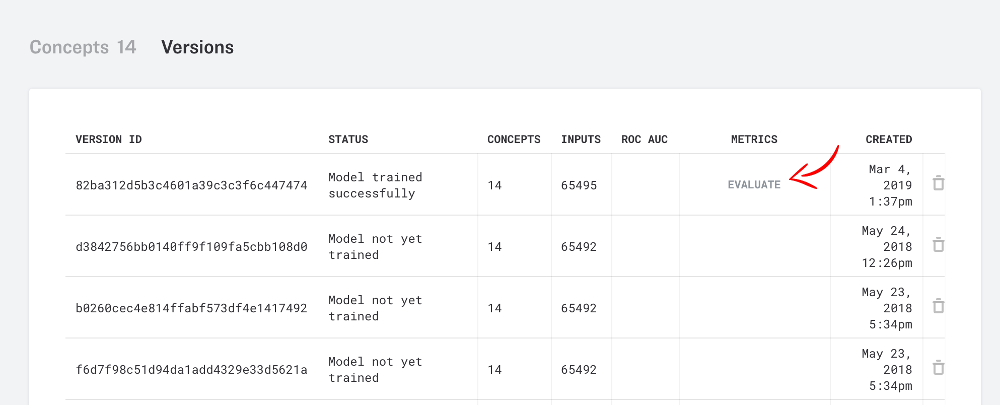 Concepts 14 Versions
VERSION ID STATUS CONCEPTS INPUTS ROC AUC METRICS CREATED
82ba312d5b3c4601a39c3c3f6c447474 Model trained successfully 14 65495 EVALUATE Mar 4, 2019 1:37pm
d3842756bb0140ff9f109fa5cbb108d0 Model not yet trained 14 65492 May 24, 2018 12:26pm
b0260cec4e814ffabf573df4e1417492 Model not yet trained 14 65492 May 23, 2018 5:34pm
f6d7f98c51d94da1add4329e33d5621a Model not yet trained 14 65492 May 23, 2018 5:34pm